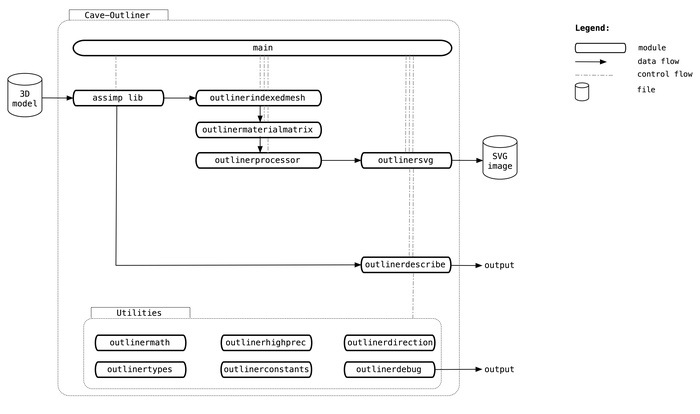 Cave-Outliner
main
3D
model
assimp lib
outlinerindexedmesh
outlinermaterialmatrix
outlinerprocessor
outlinersvg
SVG
image
outlinerdescribe
output
Utilities
outlinermath
outlinerhighprec
outlinerdirection
outlinertypes
outlinerconstants
outlinerdebug
output
Legend:
module
data flow
control flow
file